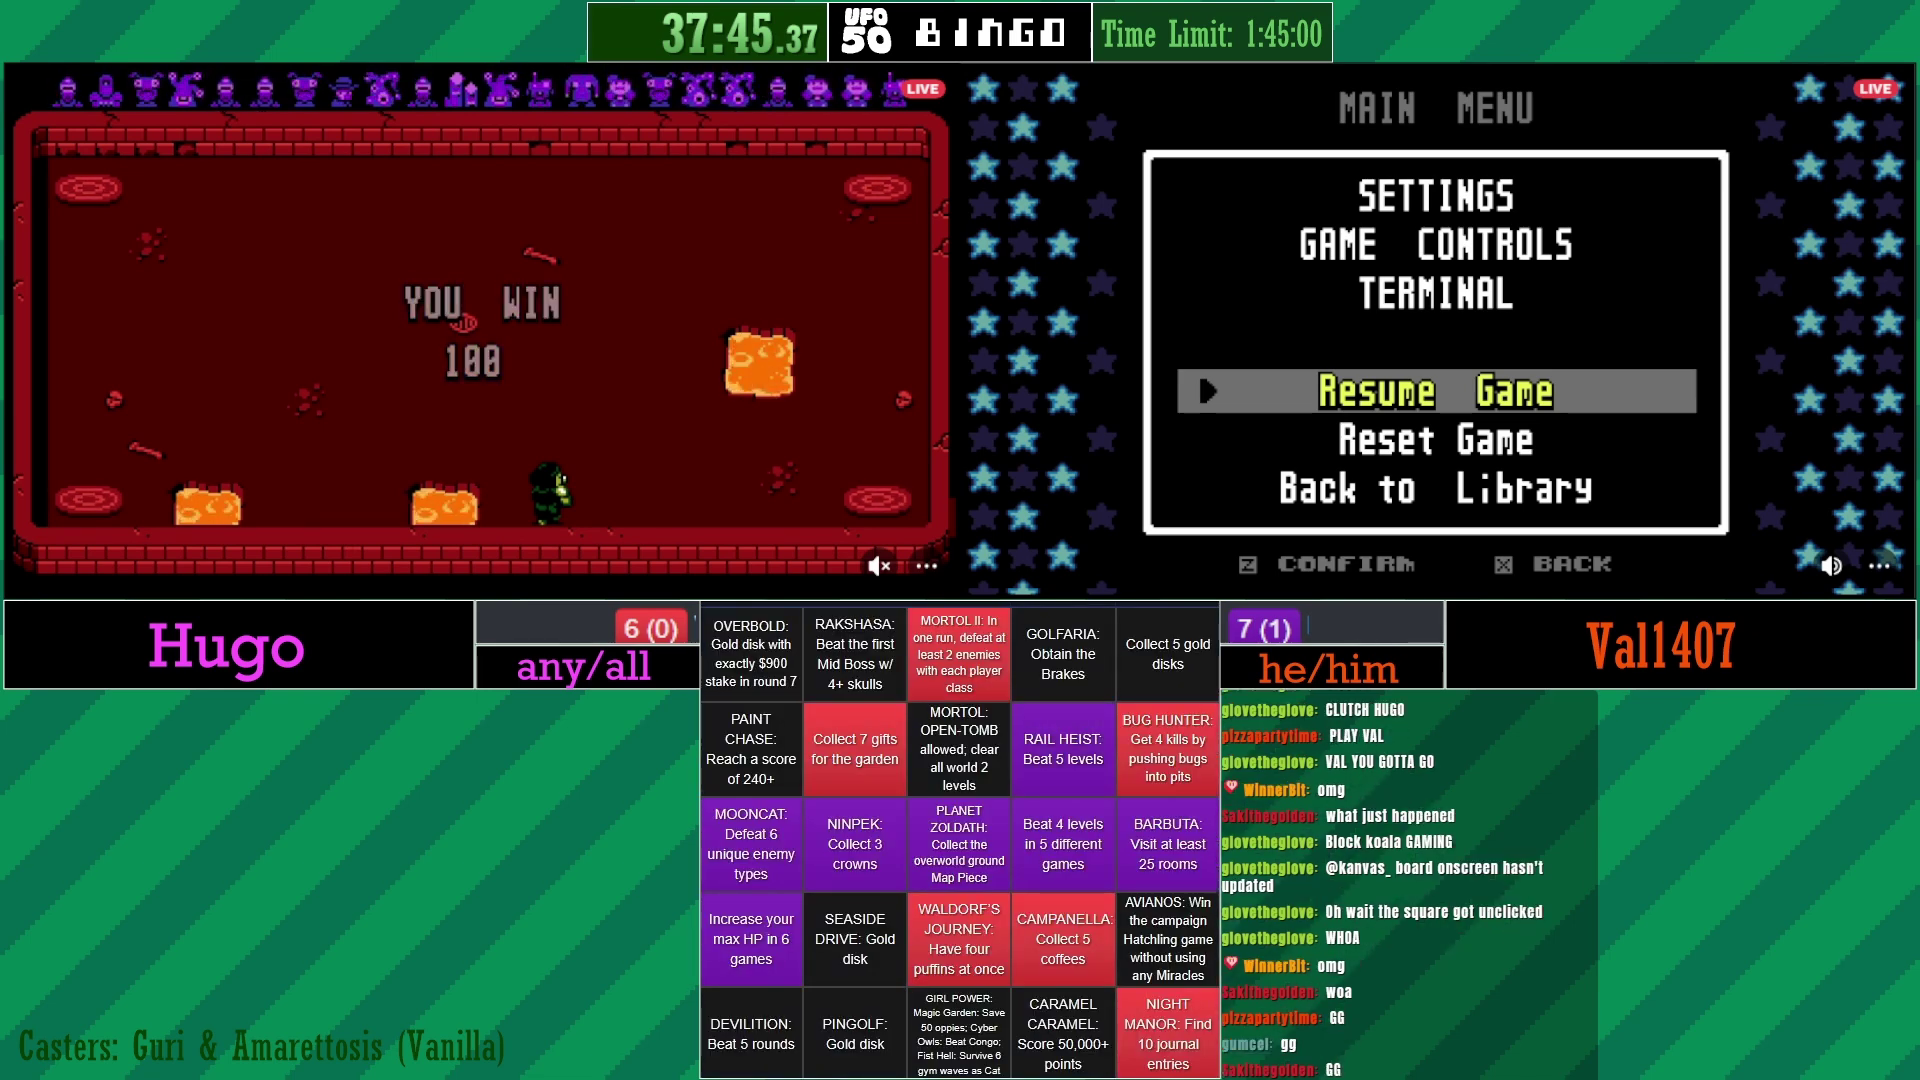 37:45.37
UFO 50 BINGO
Time Limit: 1:45:00
LIVE
YOU WIN
100
MAIN MENU
LIVE
SETTINGS
GAME CONTROLS
TERMINAL
Resume Game
Reset Game
Back to Library
Z CONFIRM X BACK
Hugo
6 (0)
any/all
7 (1)
he/him
Val1407
OVERBOLD:
Gold disk with
exactly $900
stake in round 7
RAKSHASA:
Beat the first
Mid Boss w/
4+ skulls
MORTOL II: In
one run, defeat at
least 2 enemies
with each player
class
GOLFARIA:
Obtain the
Brakes
Collect 5 gold
disks
PAINT
CHASE:
Reach a score
of 240+
Collect 7 gifts
for the garden
MORTOL:
OPEN-TOMB
allowed; clear
all world 2
levels
RAIL HEIST:
Beat 5 levels
BUG HUNTER:
Get 4 kills by
pushing bugs
into pits
MOONCAT:
Defeat 6
unique enemy
types
NINPEK:
Collect 3
crowns
PLANET
ZOLDATH:
Collect the
overworld ground
Map Piece
Beat 4 levels
in 5 different
games
BARBUTA:
Visit at least
25 rooms
Increase your
max HP in 6
games
SEASIDE
DRIVE: Gold
disk
WALDORF'S
JOURNEY:
Have four
puffins at once
CAMPANELLA:
Collect 5
coffees
AVIANOS: Win
the campaign
Hatchling game
without using
any Miracles
DEVILITION:
Beat 5 rounds
PINGOLF:
Gold disk
GIRL POWER:
Magic Garden: Save
50 oppies; Cyber
Owls: Beat Congo;
Fist Hell: Survive 6
gym waves as Cat
CARAMEL
CARAMEL:
Score 50,000+
points
NIGHT
MANOR: Find
10 journal
entries
glovetheglove: CLUTCH HUGO
pizzapartytime: PLAY VAL
glovetheglove: VAL YOU GOTTA GO
WinnerBit: omg
Sakithegolden: what just happened
glovetheglove: Block koala GAMING
glovetheglove: @kanvas_ board onscreen hasn't
updated
glovetheglove: Oh wait the square got unclicked
glovetheglove: WHOA
WinnerBit: omg
Sakithegolden: woa
pizzapartytime: GG
gumcel: gg
Sakithegolden: GG
Casters: Guri & Amarettosis (Vanilla)